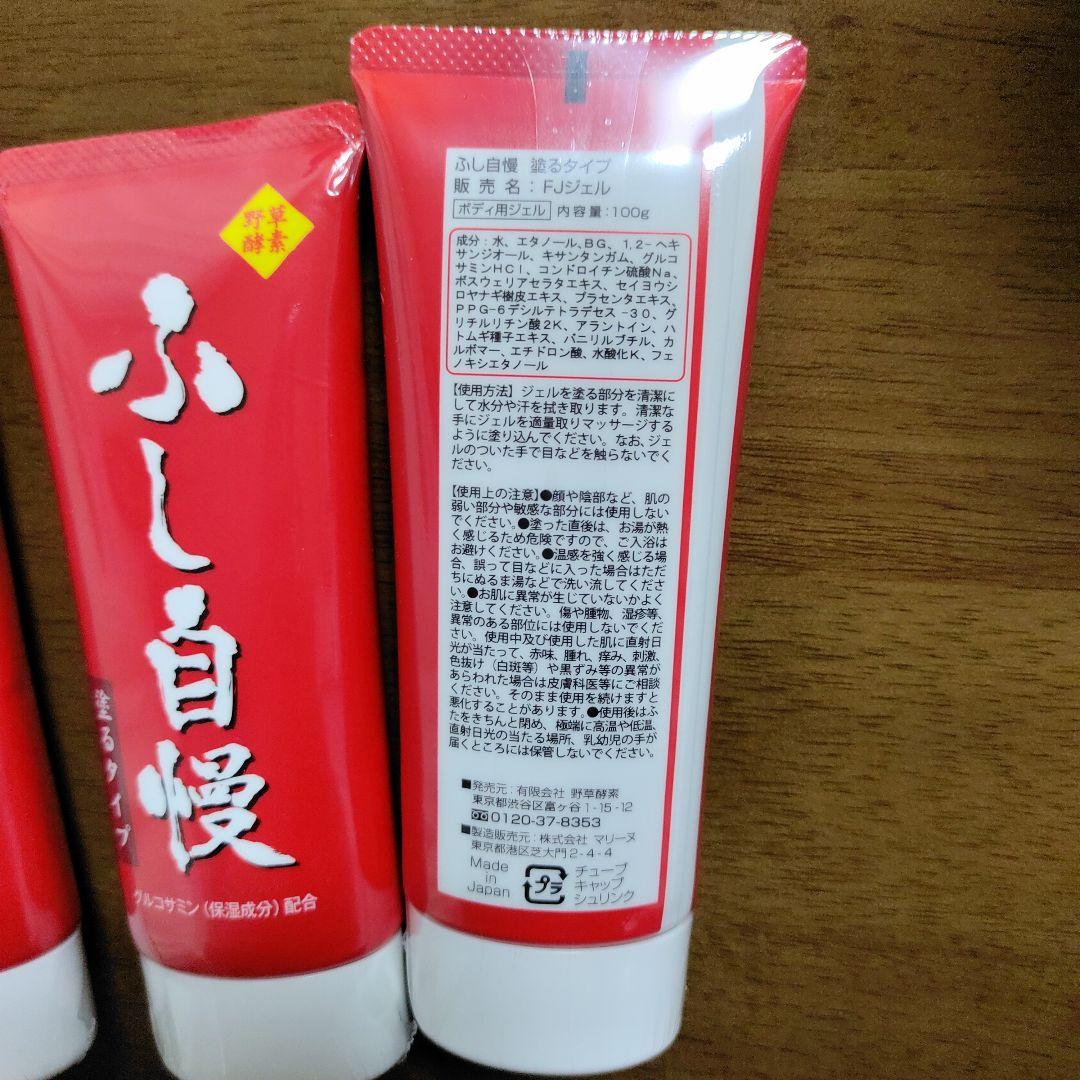 野草
酵素
ふし自慢
塗るタイプ
グルコサミン(保湿成分)配合
ふし自慢 塗るタイプ
販売名：FJジェル
ボディ用ジェル 内容量：100g
成分：水、エタノール、BG、1,2-ヘキ
サンジオール、キサンタンガム、グルコ
サミンHCl、コンドロイチン硫酸Na、
ボスウェリアセラタエキス、セイヨウシ
ロヤナギ樹皮エキス、プラセンタエキス、
PPG-6デシルテトラデセス-30、グ
リチルリチン酸2K、アラントイン、ハ
トムギ種子エキス、バニリルブチル、カ
ルボマー、エチドロン酸、水酸化K、フェ
ノキシエタノール
【使用方法】ジェルを塗る部分を清潔に
して水分や汗を拭き取ります。清潔な
手にジェルを適量取りマッサージする
ように塗り込んでください。なお、ジェ
ルのついた手で目などを触らないでく
ださい。
【使用上の注意】●顔や陰部など、肌の
弱い部分や敏感な部分には使用しない
でください。●塗った直後は、お湯が熱
く感じるため危険ですので、ご入浴は
お避けください。●温感を強く感じる場
合、誤って目などに入った場合はただ
ちにぬるま湯などで洗い流してくださ
い。●お肌に異常が生じていないかよく
注意してください。傷や腫物、湿疹等、
異常のある部位には使用しないでくだ
さい。使用中及び使用した肌に直射日
光が当たって、赤味、腫れ、痒み、刺激、
色抜け（白斑等）や黒ずみ等の異常が
あらわれた場合は皮膚科医等にご相談
ください。そのまま使用を続けますと
悪化することがあります。●使用後はふ
たをきちんと閉め、極端に高温や低温、
直射日光の当たる場所、乳幼児の手が
届くところには保管しないでください。
■発売元：有限会社 野草酵素
東京都渋谷区富ヶ谷1-15-12
0120-37-8353
■製造販売元：株式会社 マリーヌ
東京都港区芝大門2-4-4
Made
in
Japan
プラ
チューブ
キャップ
シュリンク